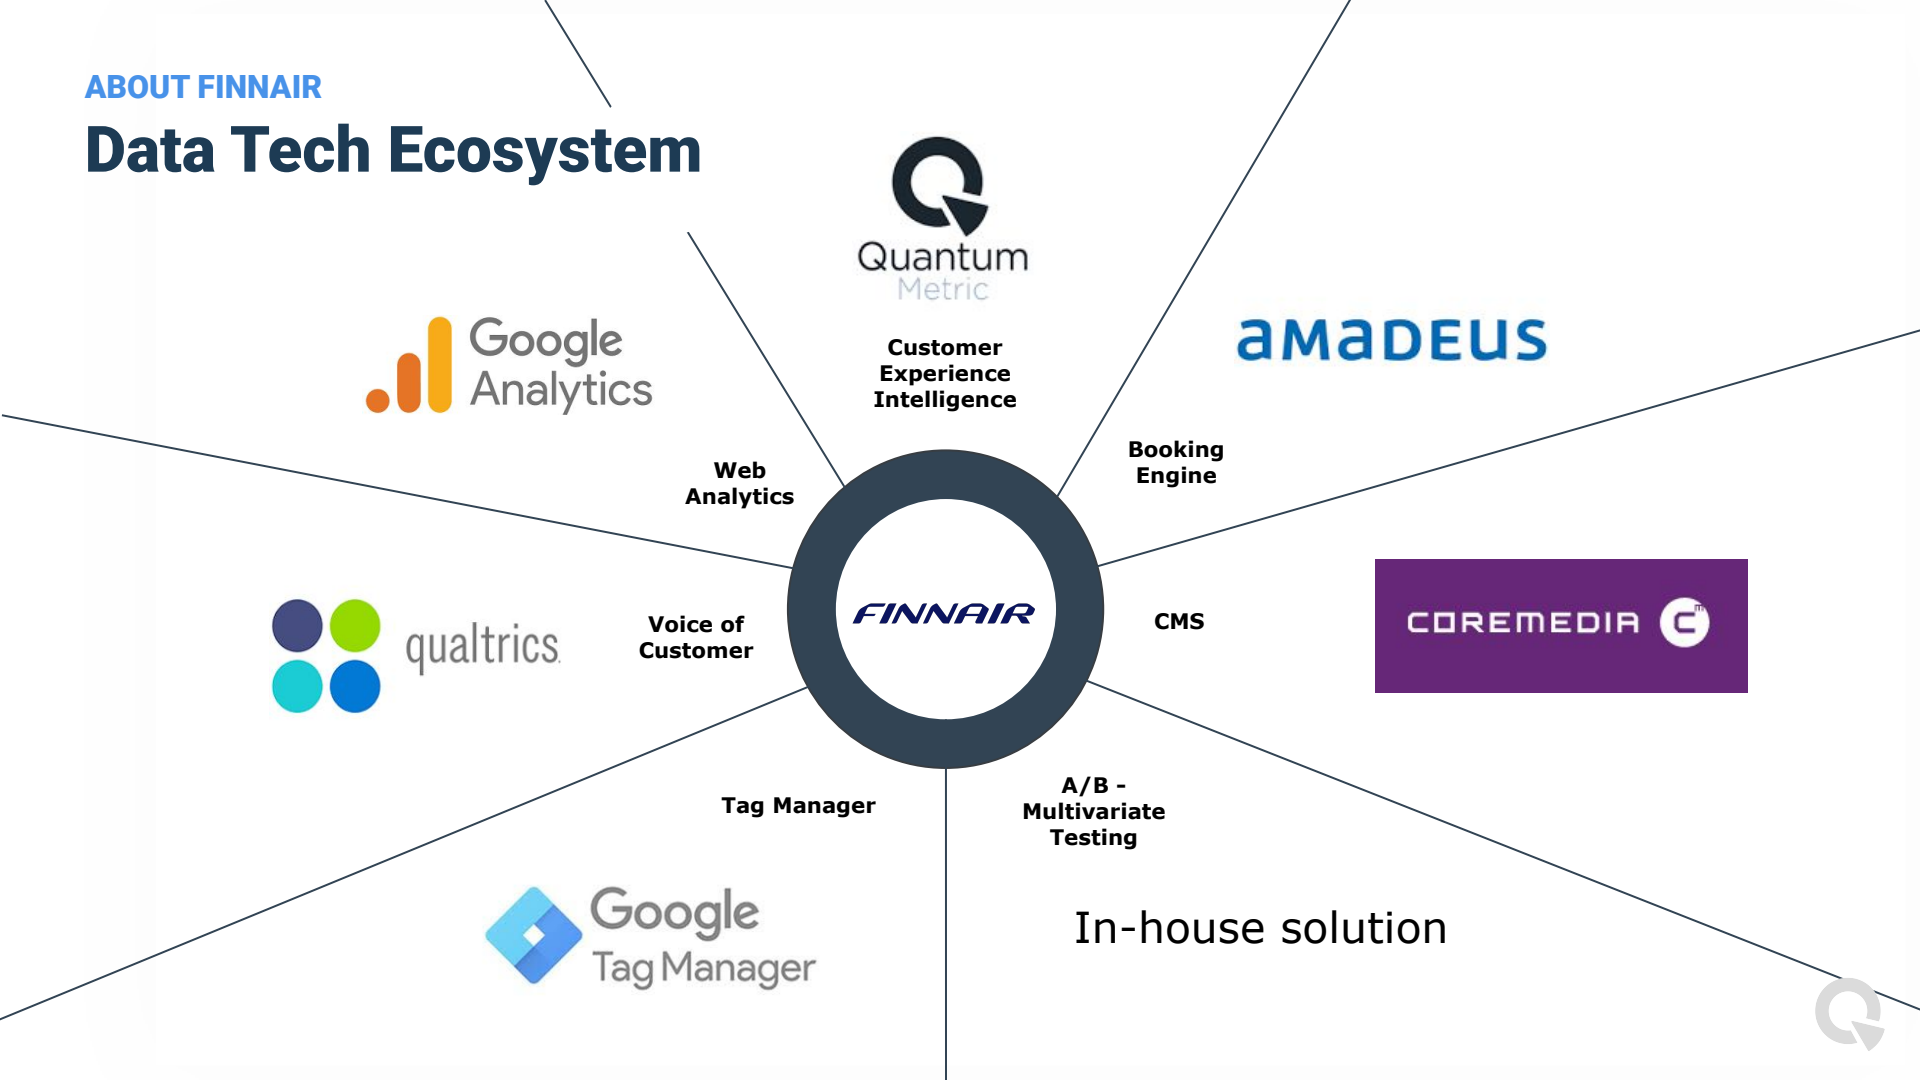 ABOUT FINNAIR
Data Tech Ecosystem
Quantum
Metric
Customer
Experience
Intelligence
amaDEUS
Booking
Engine
Google
Analytics
Web
Analytics
qualtrics.
Voice of
Customer
FINNAIR
CMS
COREMEDIA cm
Tag Manager
Google
Tag Manager
A/B -
Multivariate
Testing
In-house solution